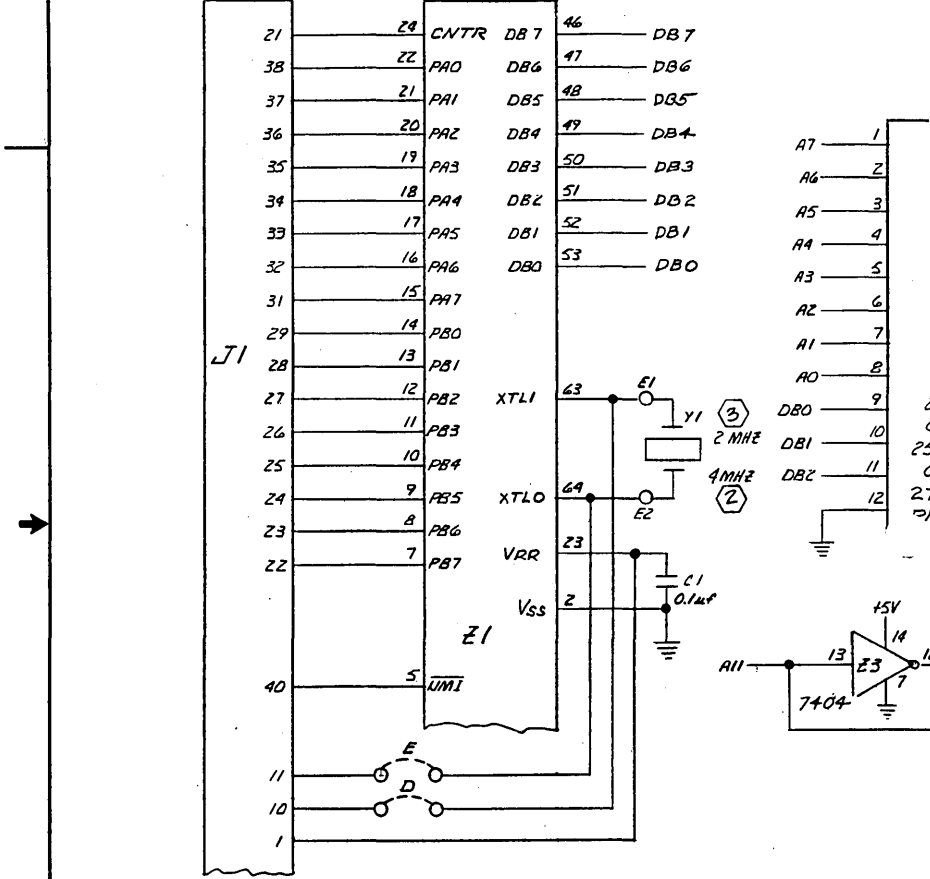 21 24 CNTR DB7 46 DB7
38 22 PA0 DB6 47 DB6
37 21 PA1 DB5 48 DB5
36 20 PA2 DB4 49 DB4
35 19 PA3 DB3 50 DB3
34 18 PA4 DB2 51 DB2
33 17 PA5 DB1 52 DB1
32 16 PA6 DB0 53 DB0
31 15 PA7
29 14 PB0
J1
28 13 PB1
27 12 PB2 XTLI 63 E1
26 11 PB3
25 10 PB4
24 9 PB5 XTLO 64 E2
23 8 PB6
22 7 PB7 VRR 23
Y1 3
2 MHZ
4MHZ
2
C1
0.1uf
VSS 2
Z1
40 5 NMI
11 E
10 D
1
A7 1
A6 2
A5 3
A4 4
A3 5
A2 6
A1 7
A0 8
DB0 9
DB1 10
DB2 11
12
+5V
14
A11 13 Z3
7
7404